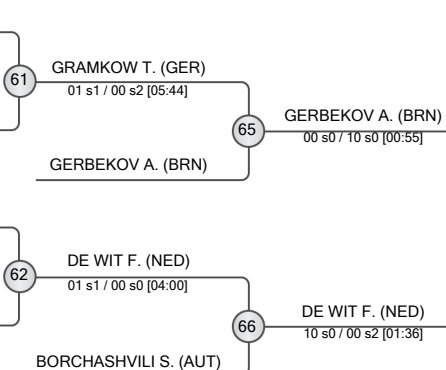 61
GRAMKOW T. (GER)
01 s1 / 00 s2 [05:44]
65
GERBEKOV A. (BRN)
00 s0 / 10 s0 [00:55]
GERBEKOV A. (BRN)
62
DE WIT F. (NED)
01 s1 / 00 s0 [04:00]
66
DE WIT F. (NED)
10 s0 / 00 s2 [01:36]
BORCHASHVILI S. (AUT)